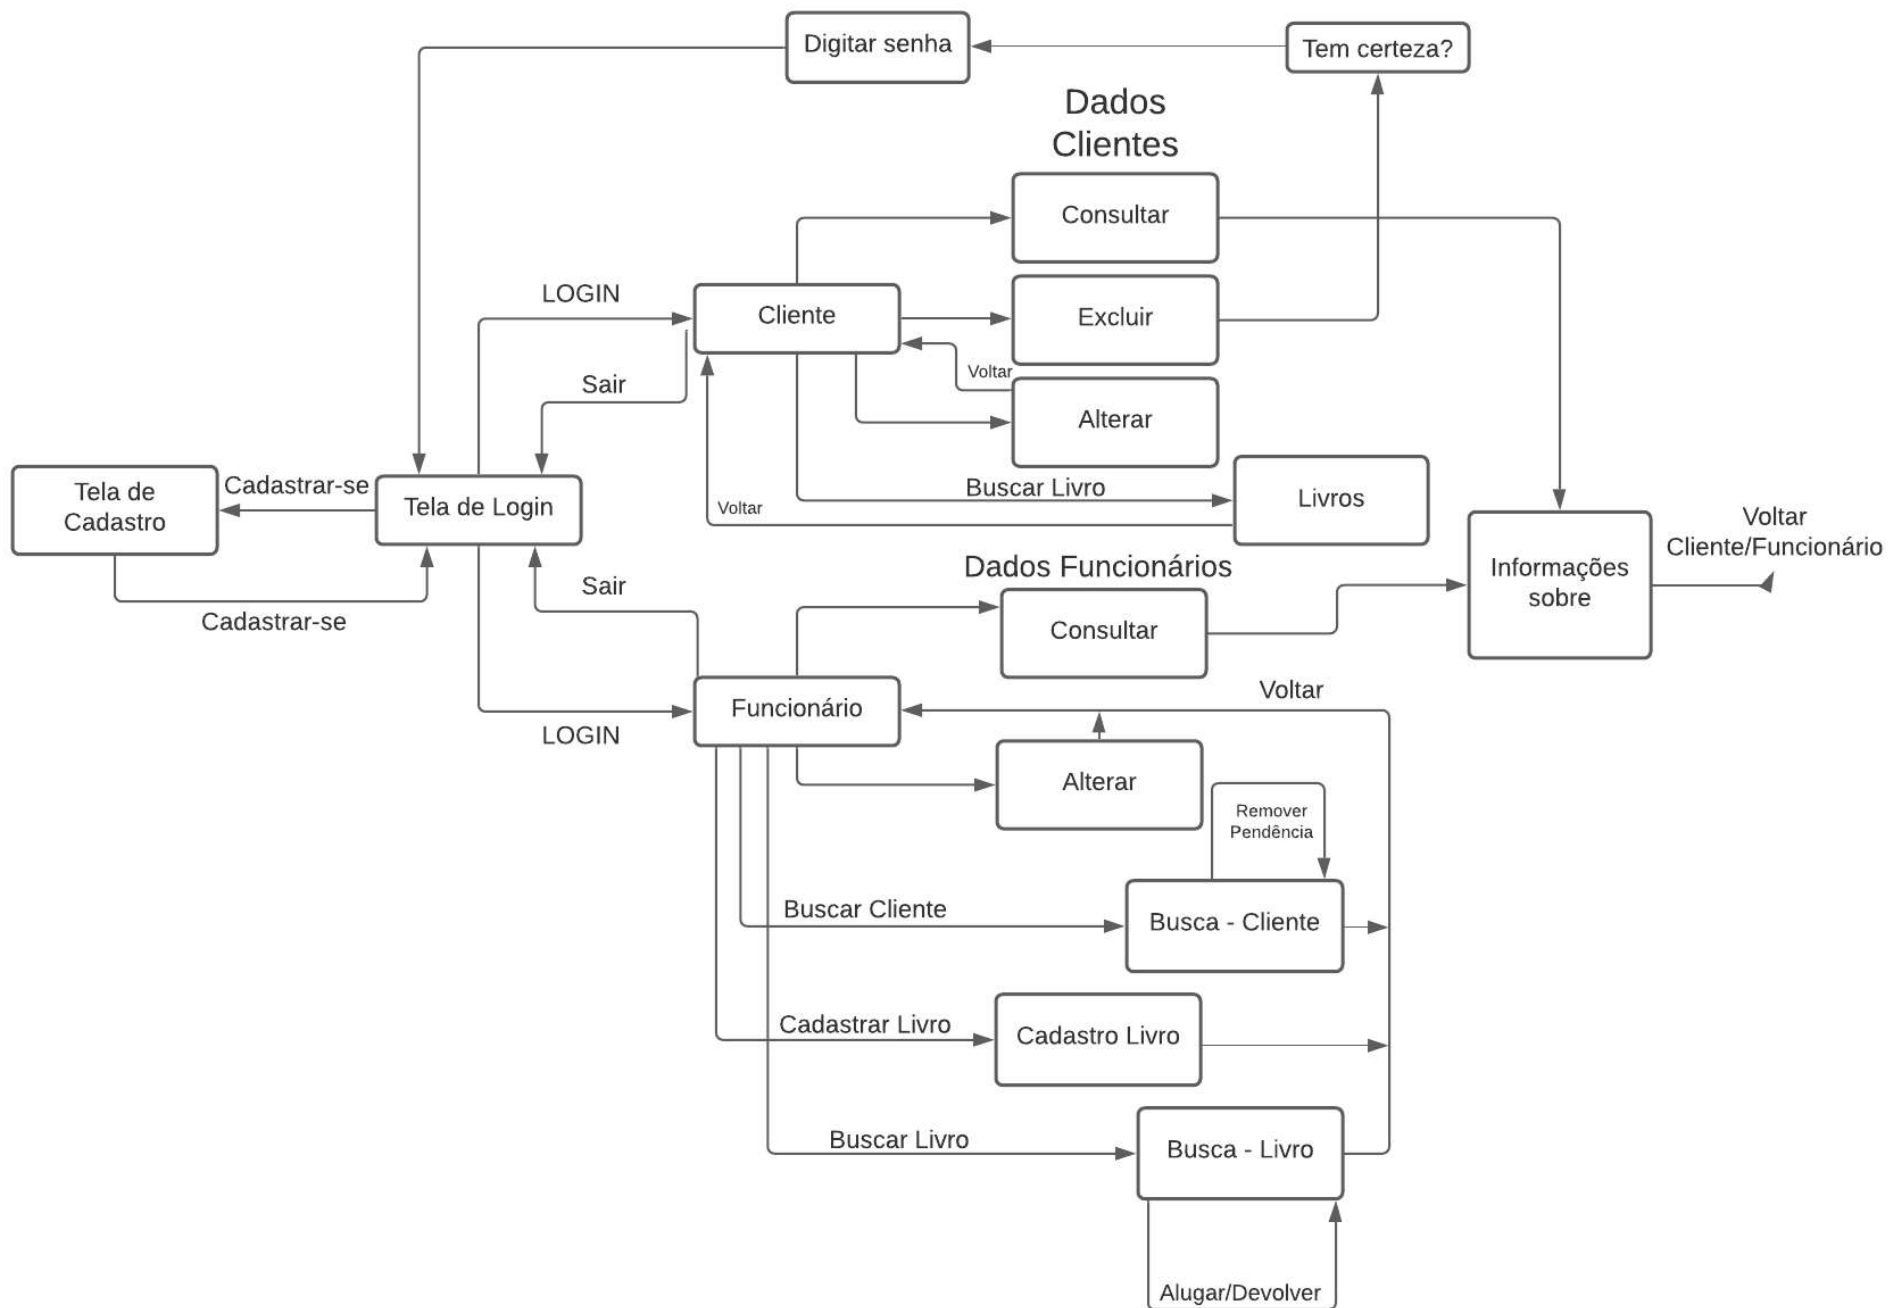 Digitar senha
Tem certeza?
Dados
Clientes
Consultar
LOGIN
Cliente
Excluir
Voltar
Sair
Alterar
Tela de
Cadastro
Cadastrar-se
Tela de Login
Buscar Livro
Voltar
Livros
Voltar
Cliente/Funcionário
Informações
sobre
Dados Funcionários
Sair
Cadastrar-se
Consultar
Voltar
Funcionário
LOGIN
Alterar
Remover
Pendência
Buscar Cliente
Busca - Cliente
Cadastrar Livro
Cadastro Livro
Buscar Livro
Busca - Livro
Alugar/Devolver